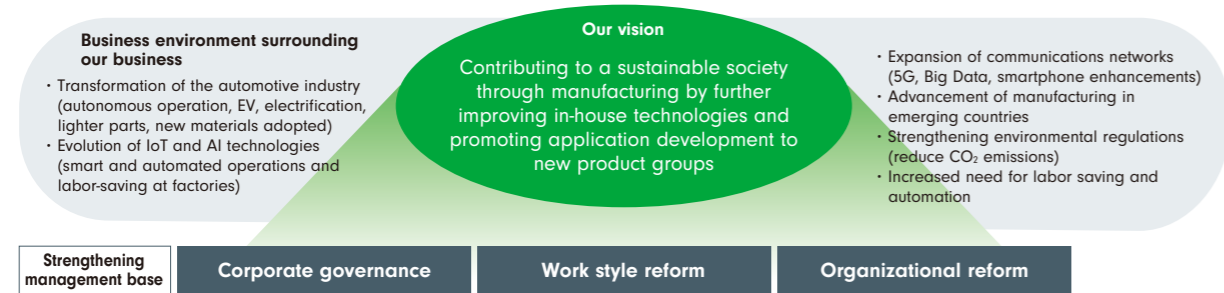 Business environment surrounding
our business
・Transformation of the automotive industry
(autonomous operation, EV, electrification,
lighter parts, new materials adopted)
・Evolution of IoT and AI technologies
(smart and automated operations and
labor-saving at factories)
Our vision
Contributing to a sustainable society
through manufacturing by further
improving in-house technologies and
promoting application development to
new product groups
・Expansion of communications networks
(5G, Big Data, smartphone enhancements)
・Advancement of manufacturing in
emerging countries
・Strengthening environmental regulations
(reduce CO₂ emissions)
・Increased need for labor saving and
automation
Strengthening
management base
Corporate governance
Work style reform
Organizational reform